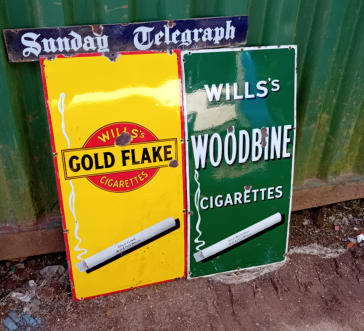 Sunday Telegraph
WILLS's
GOLD FLAKE
CIGARETTES
WILLS's
WOODBINE
CIGARETTES